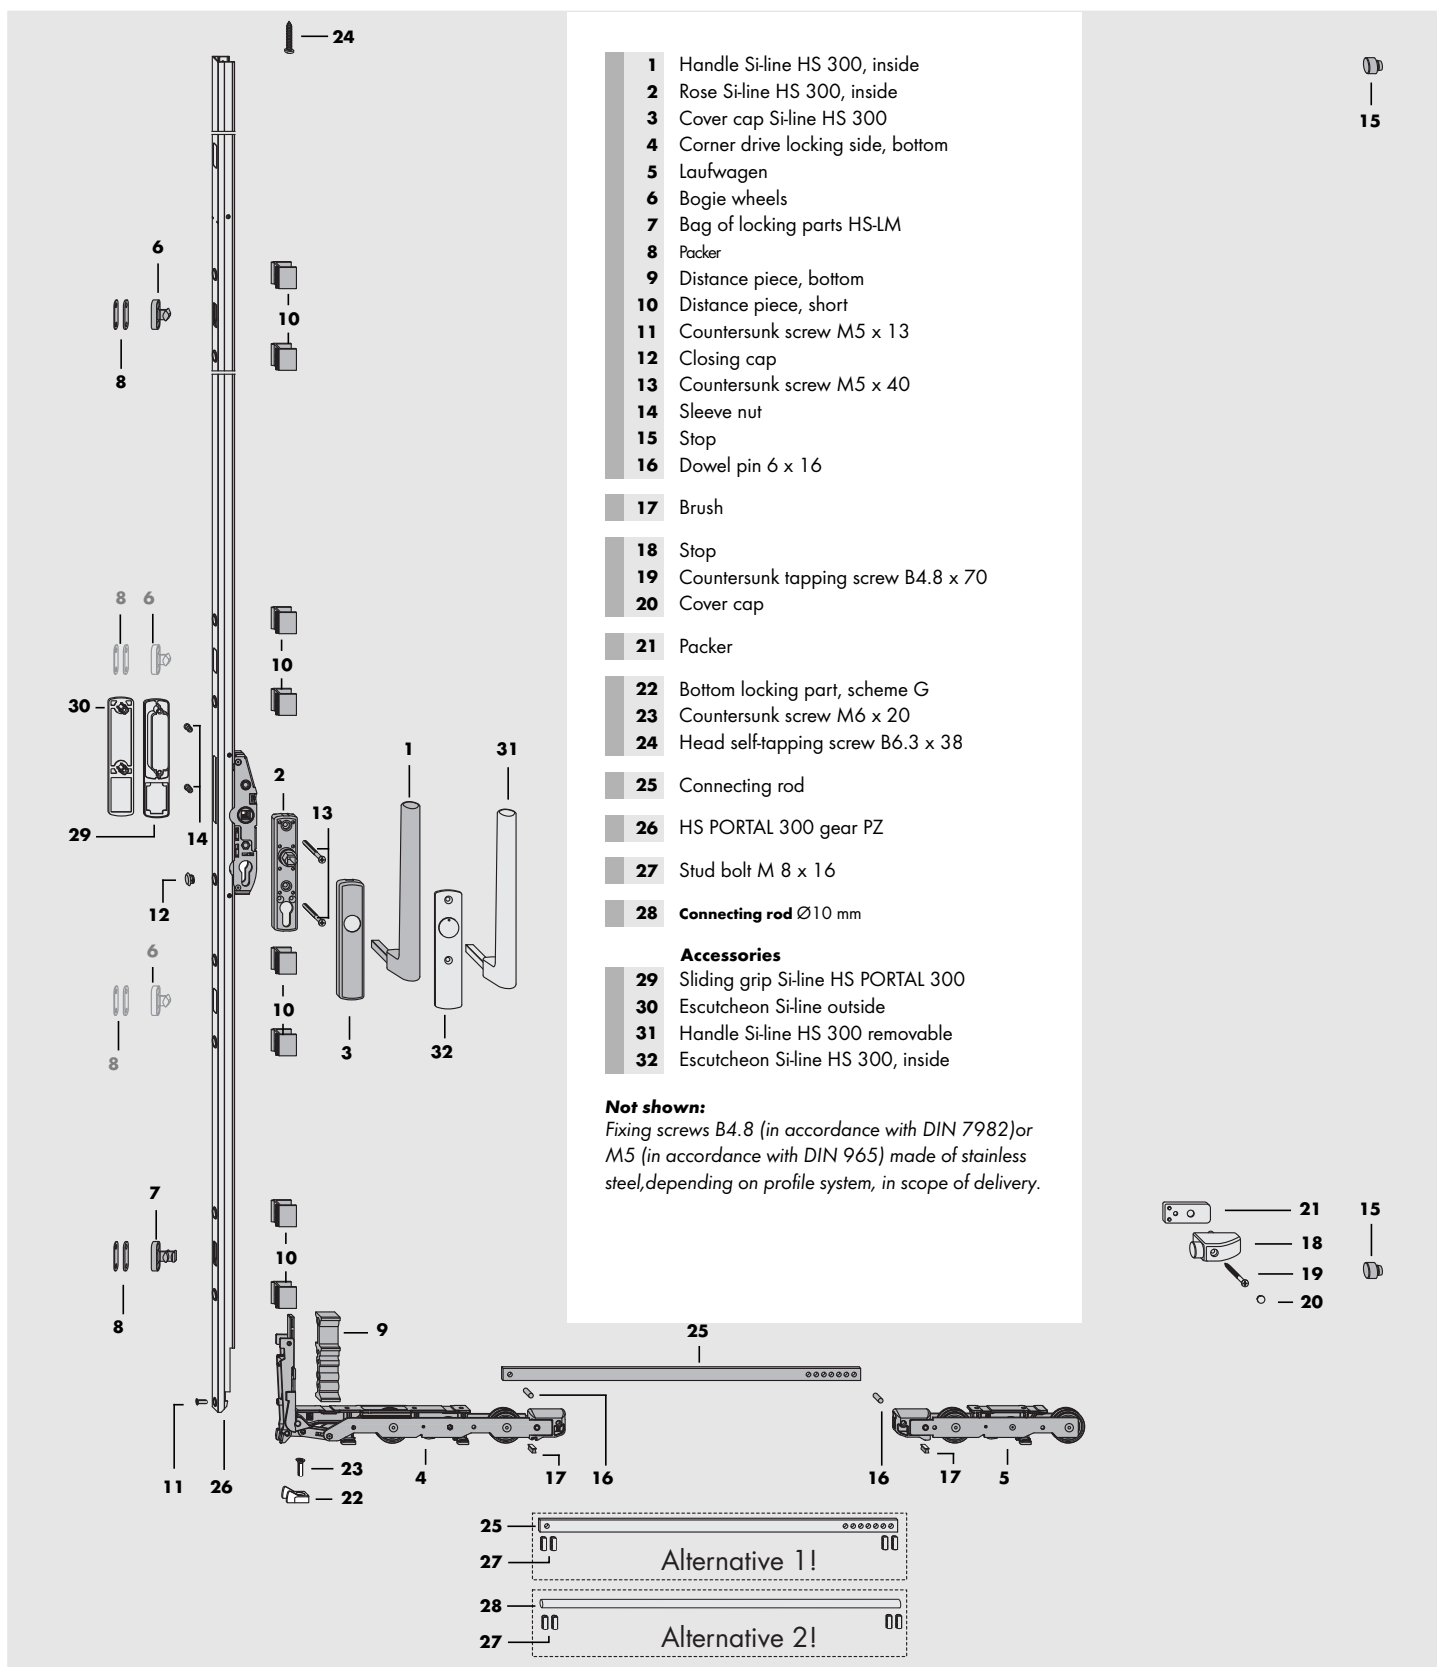 24
1 Handle Si-line HS 300, inside
2 Rose Si-line HS 300, inside
3 Cover cap Si-line HS 300
4 Corner drive locking side, bottom
5 Laufwagen
6 Bogie wheels
7 Bag of locking parts HS-LM
8 Packer
9 Distance piece, bottom
10 Distance piece, short
11 Countersunk screw M5 x 13
12 Closing cap
13 Countersunk screw M5 x 40
14 Sleeve nut
15 Stop
16 Dowel pin 6 x 16
17 Brush
18 Stop
19 Countersunk tapping screw B4.8 x 70
20 Cover cap
21 Packer
22 Bottom locking part, scheme G
23 Countersunk screw M6 x 20
24 Head self-tapping screw B6.3 x 38
25 Connecting rod
26 HS PORTAL 300 gear PZ
27 Stud bolt M 8 x 16
28 Connecting rod Ø10 mm
Accessories
29 Sliding grip Si-line HS PORTAL 300
30 Escutcheon Si-line outside
31 Handle Si-line HS 300 removable
32 Escutcheon Si-line HS 300, inside
Not shown:
Fixing screws B4.8 (in accordance with DIN 7982)or
M5 (in accordance with DIN 965) made of stainless
steel,depending on profile system, in scope of delivery.
15
6
10
8
8 6
10
30
1 31
2
13
29 14
12
6
10
8
3 32
7
10
8
9
21 15
18
19
20
25
11 26
23
22
4
17 16
16 17 5
25
27 Alternative 1!
28
27 Alternative 2!